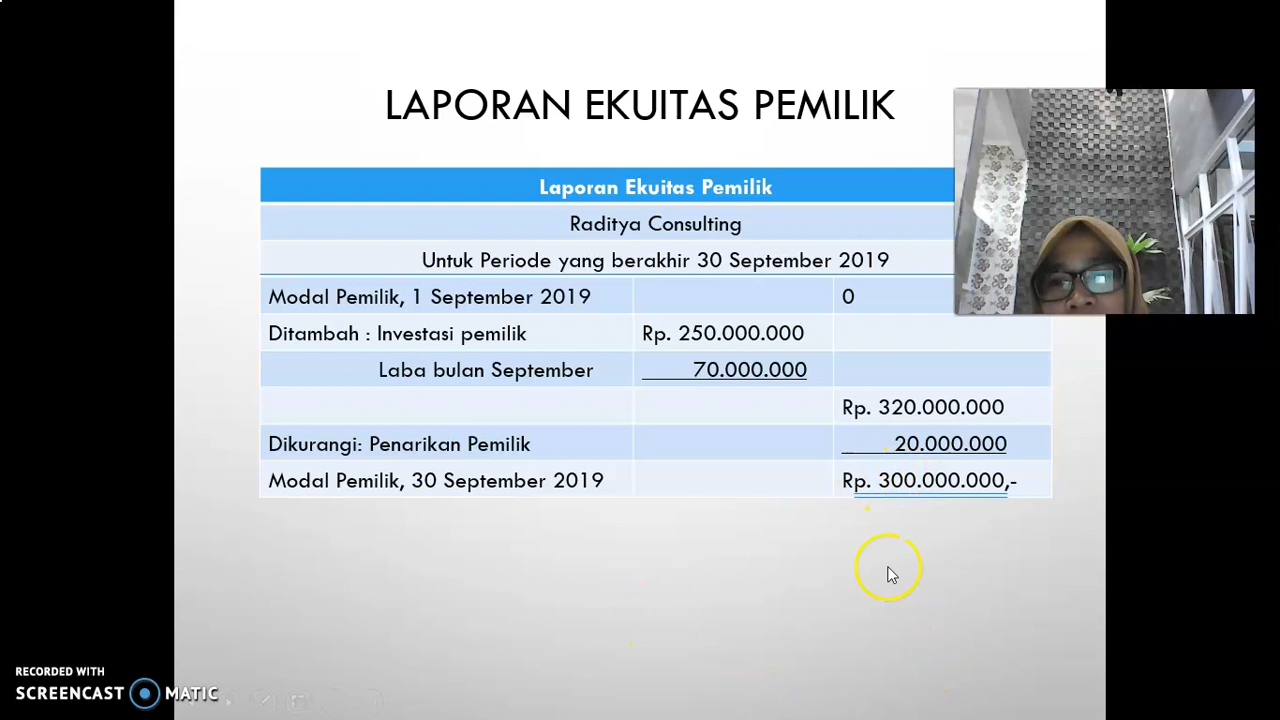 LAPORAN EKUITAS PEMILIK
Laporan Ekuitas Pemilik
Raditya Consulting
Untuk Periode yang berakhir 30 September 2019
Modal Pemilik, 1 September 2019 0
Ditambah : Investasi pemilik Rp. 250.000.000
Laba bulan September 70.000.000
Rp. 320.000.000
Dikurangi: Penarikan Pemilik 20.000.000
Modal Pemilik, 30 September 2019 Rp. 300.000.000,-
RECORDED WITH
SCREENCAST MATIC